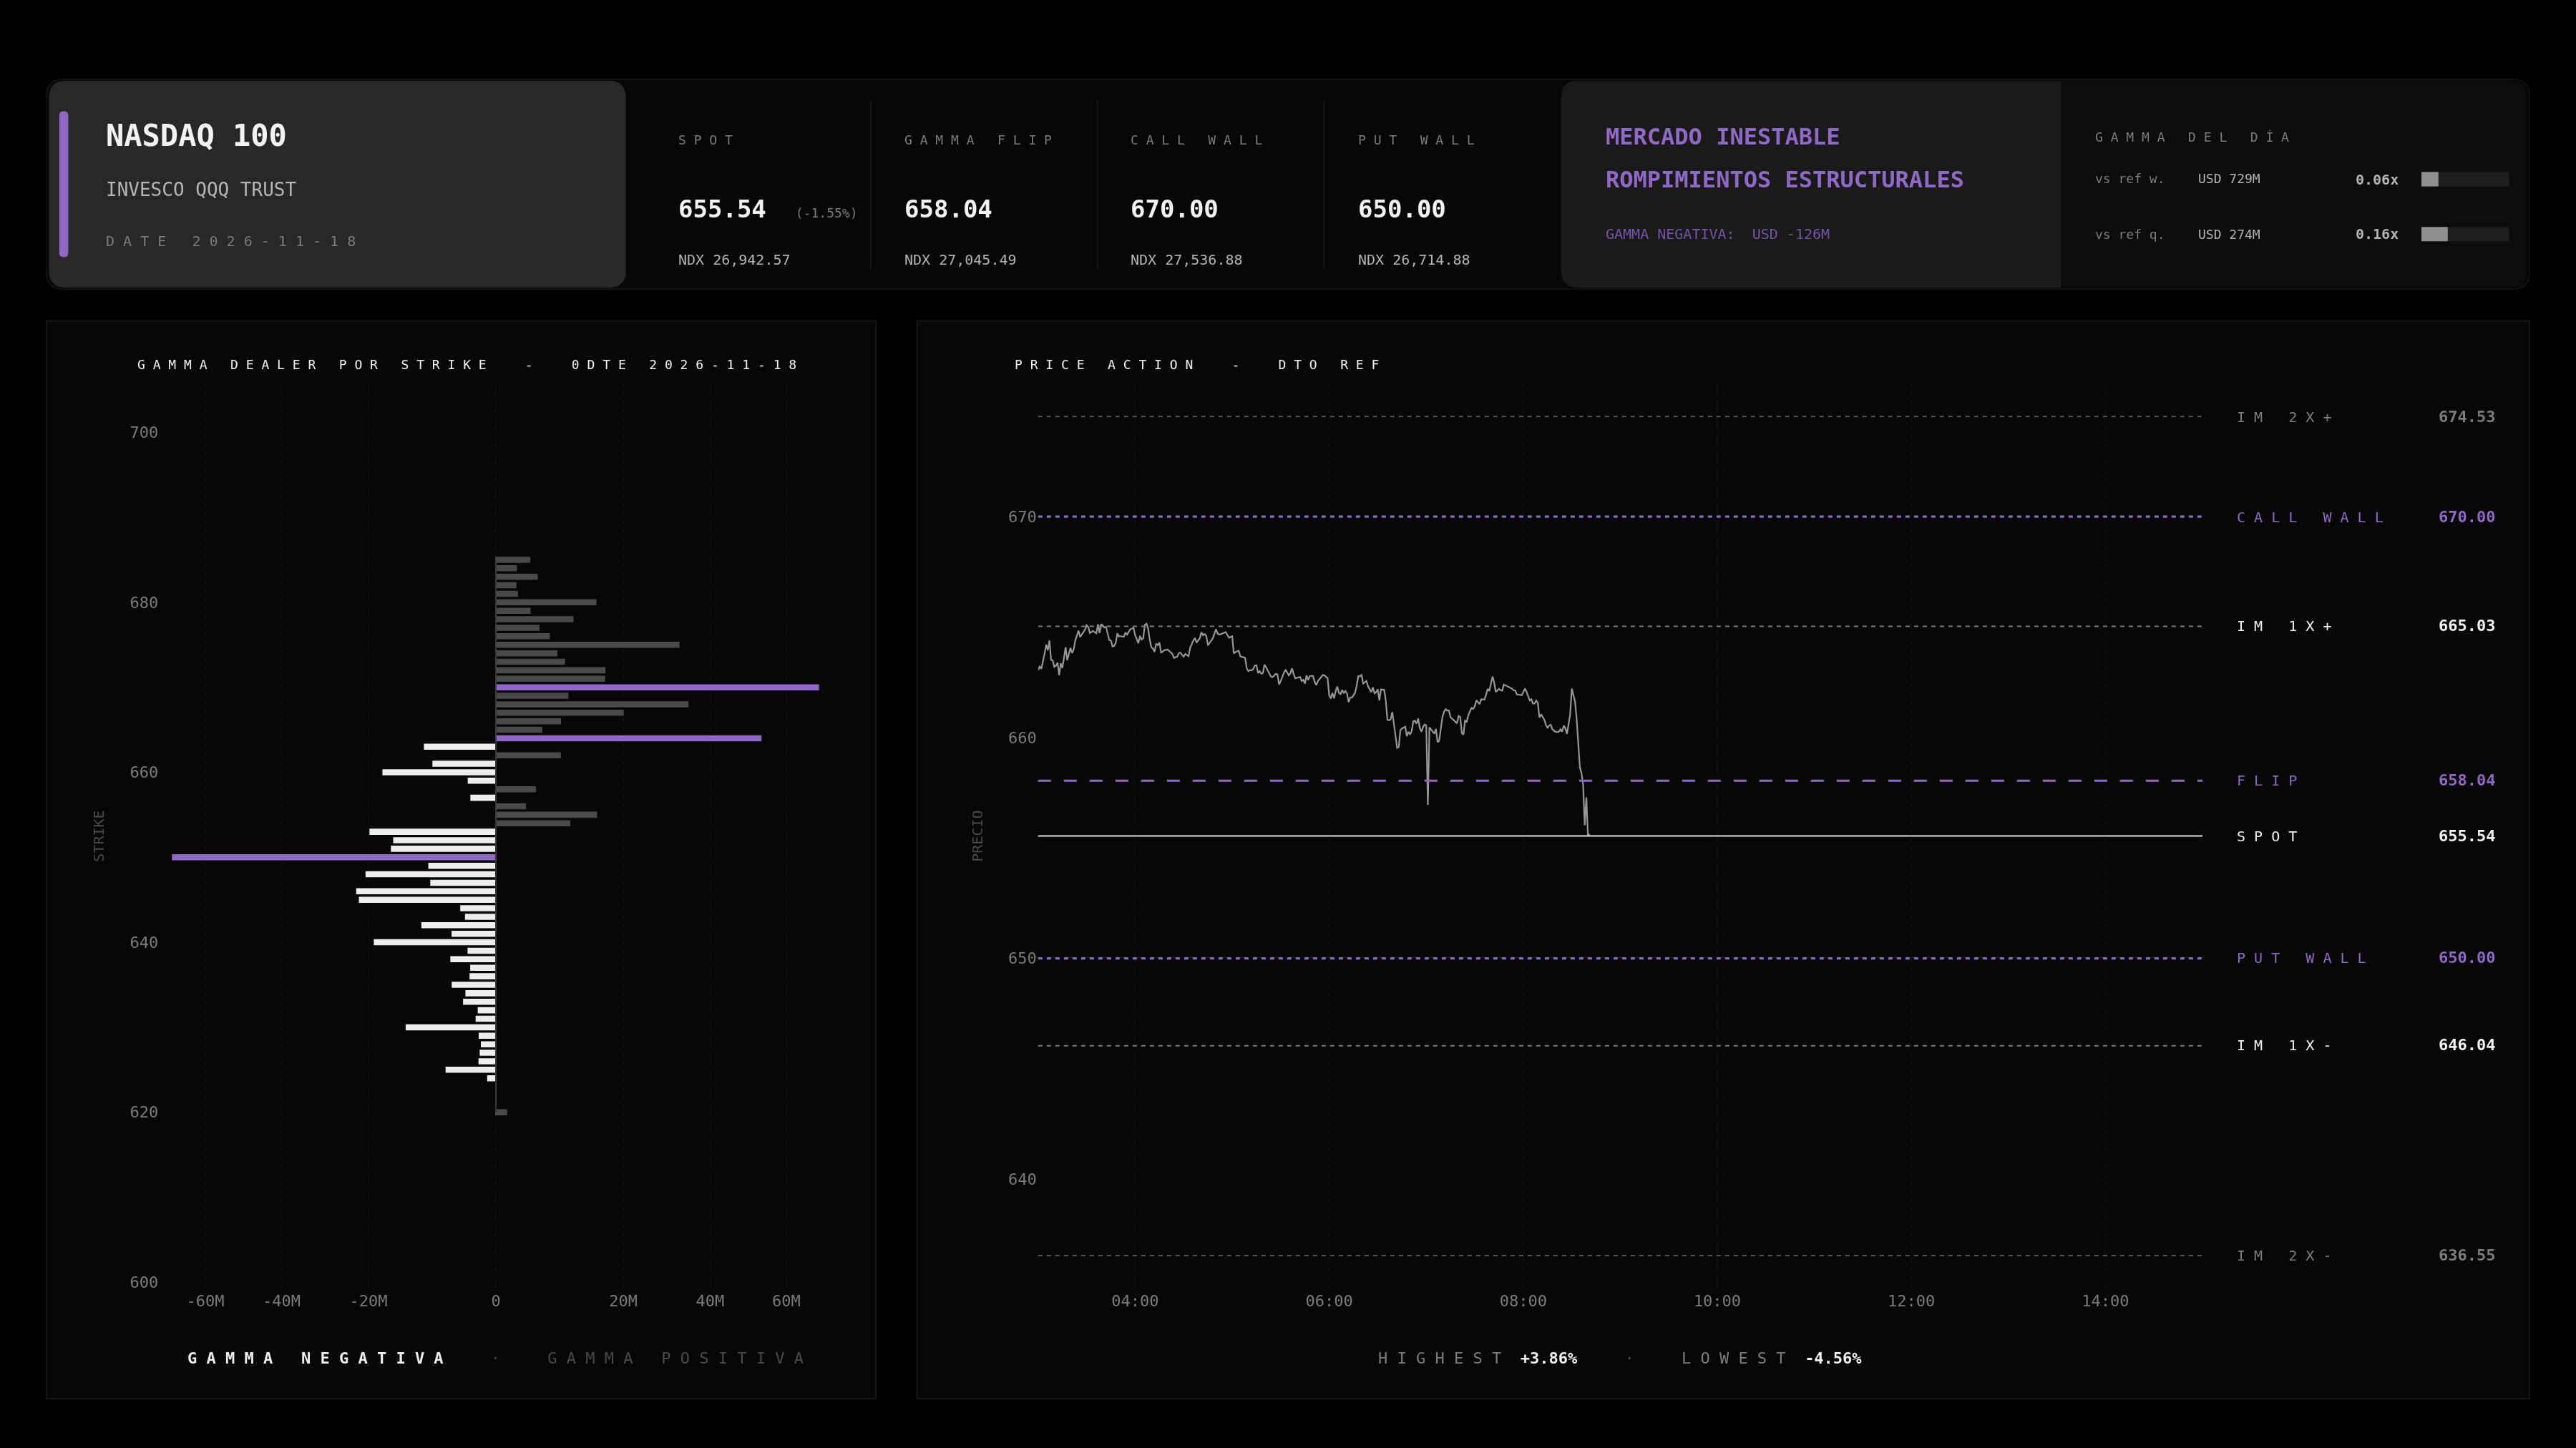 NASDAQ 100
INVESCO QQQ TRUST
DATE 2026-11-18
SPOT
655.54 (-1.55%)
NDX 26,942.57
GAMMA FLIP
658.04
NDX 27,045.49
CALL WALL
670.00
NDX 27,536.88
PUT WALL
650.00
NDX 26,714.88
MERCADO INESTABLE
ROMPIMIENTOS ESTRUCTURALES
GAMMA NEGATIVA: USD -126M
GAMMA DEL DÍA
vs ref w. USD 729M 0.06x
vs ref q. USD 274M 0.16x
GAMMA DEALER POR STRIKE - 0DTE 2026-11-18
700
680
660
640
620
600
STRIKE
-60M -40M -20M 0 20M 40M 60M
GAMMA NEGATIVA · GAMMA POSITIVA
PRICE ACTION - DTO REF
670
660
650
640
PRECIO
IM 2X+ 674.53
CALL WALL 670.00
IM 1X+ 665.03
FLIP 658.04
SPOT 655.54
PUT WALL 650.00
IM 1X- 646.04
IM 2X- 636.55
04:00 06:00 08:00 10:00 12:00 14:00
HIGHEST +3.86% · LOWEST -4.56%